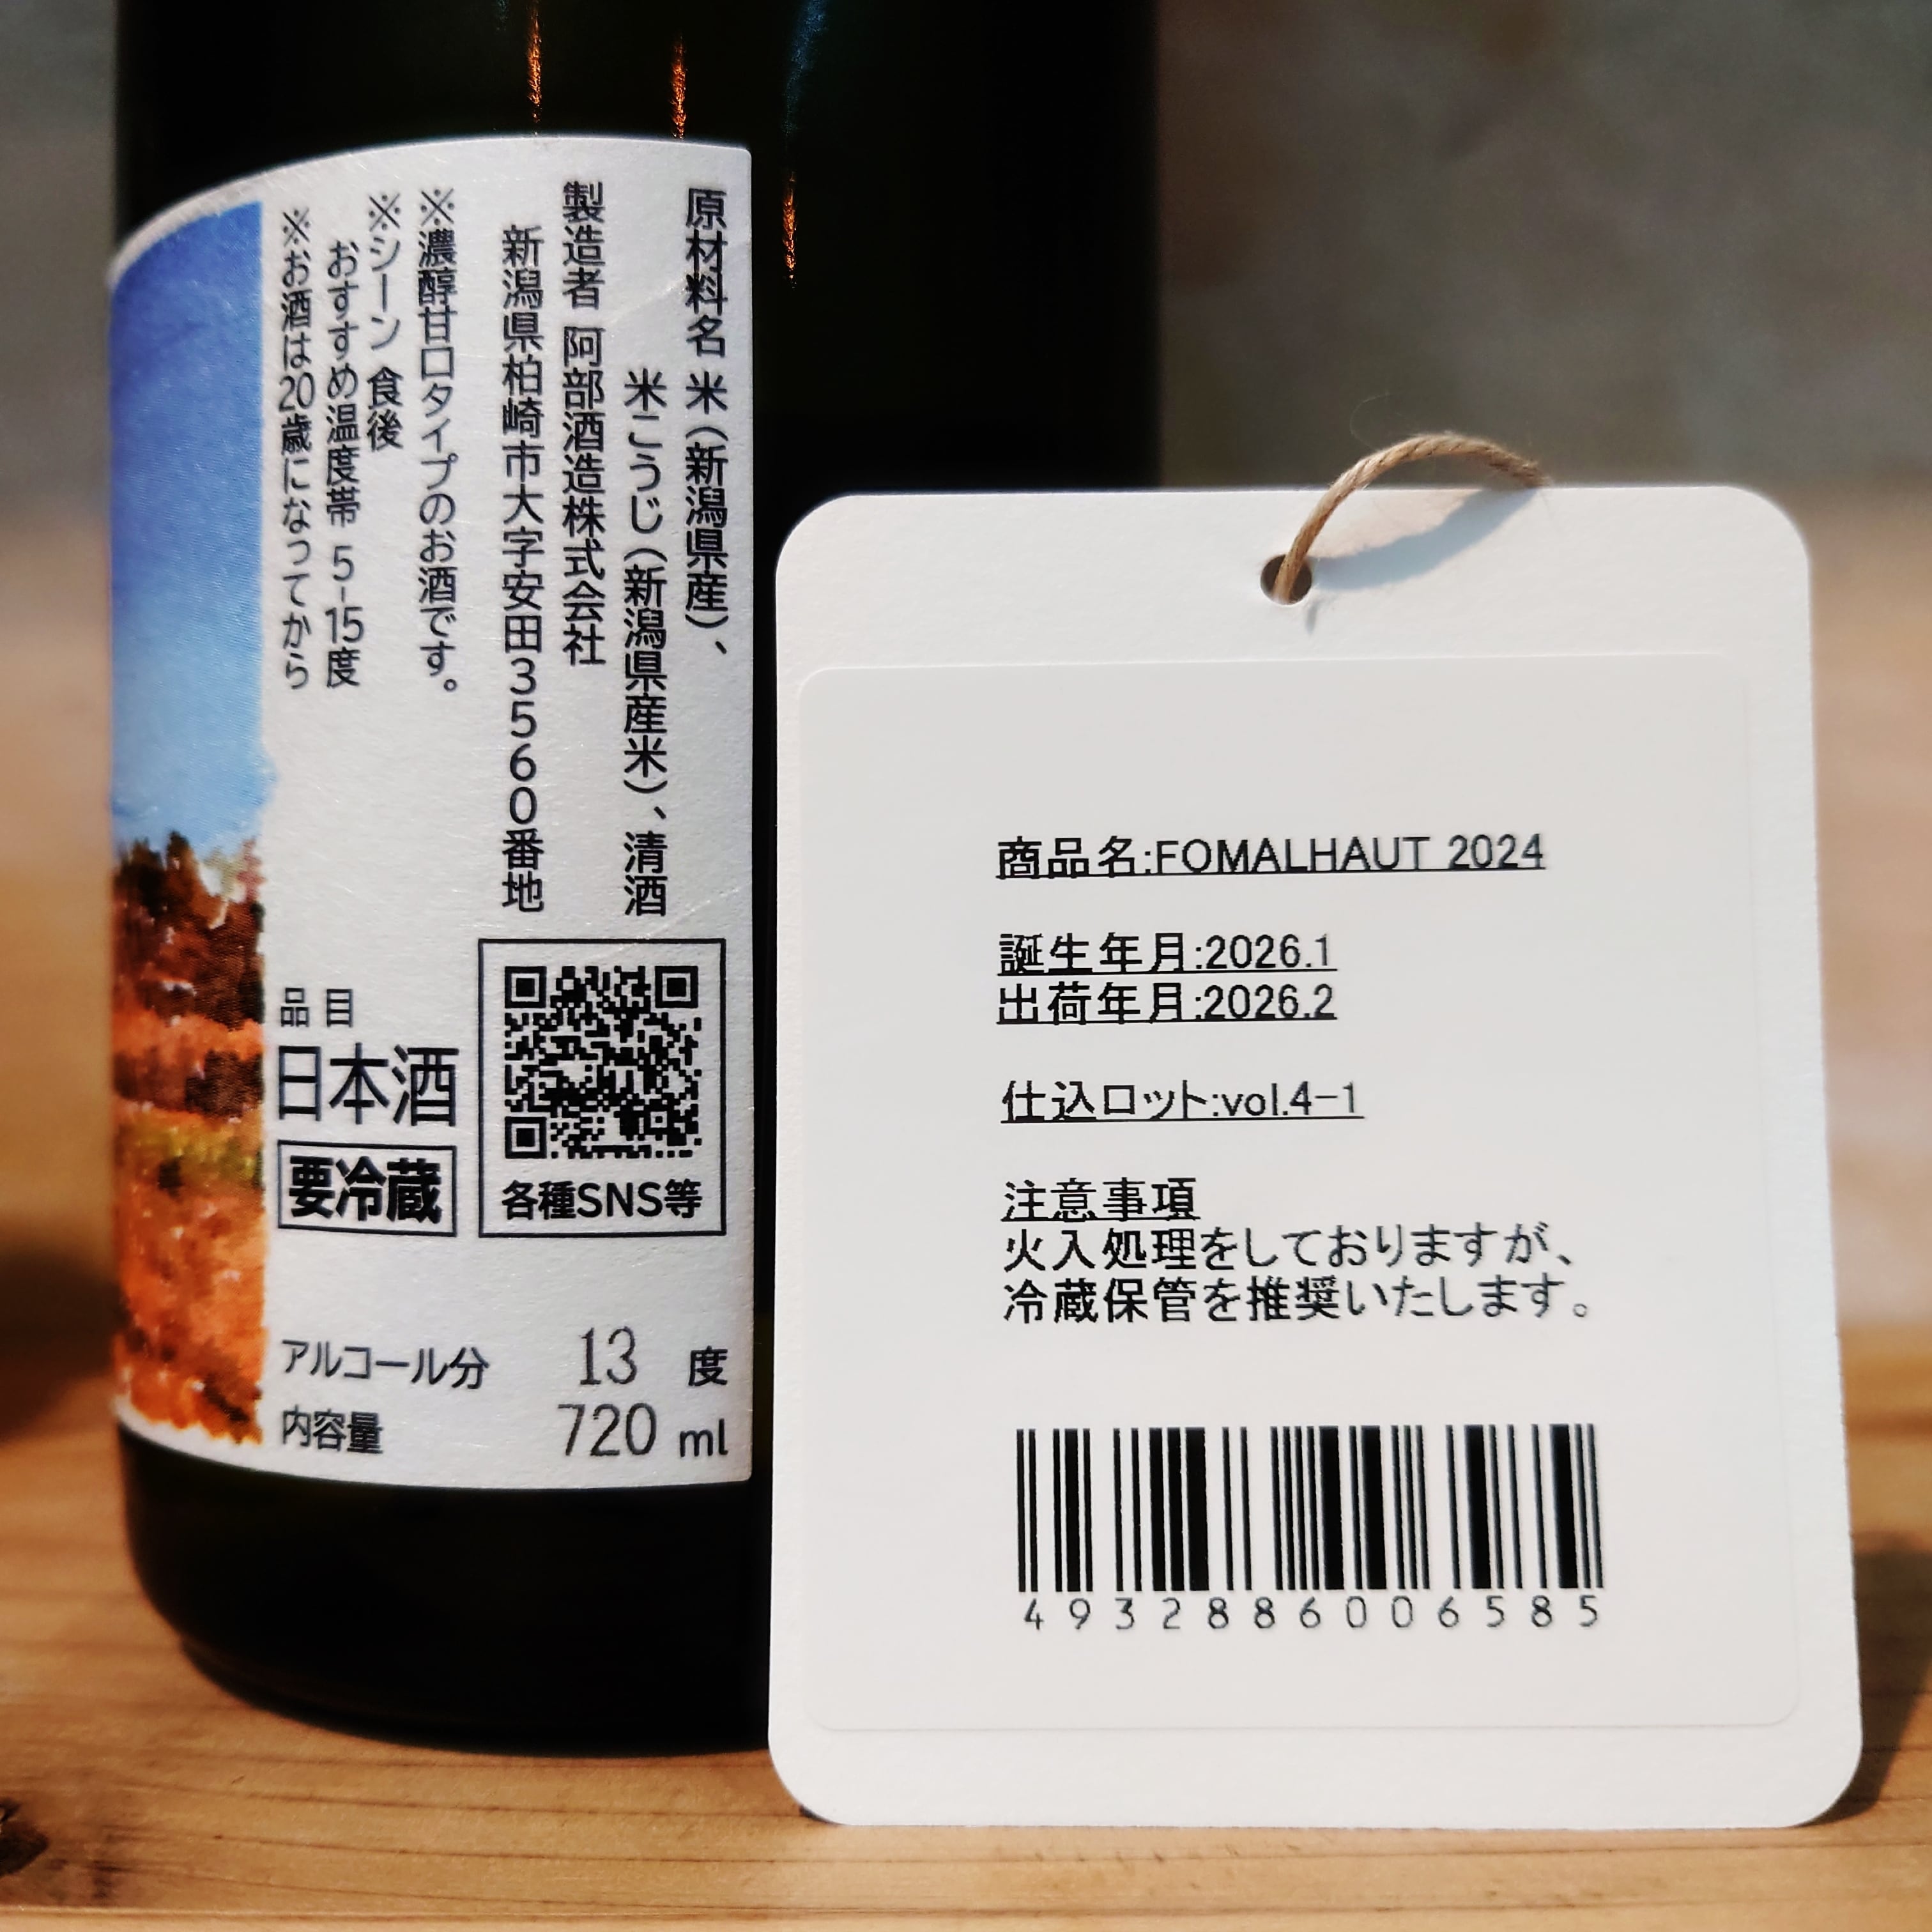 原材料名 米（新潟県産）、
米こうじ（新潟県産米）、清酒
製造者 阿部酒造株式会社
新潟県柏崎市大字安田3560番地
※濃醇甘口タイプのお酒です。
※シーン 食後
おすすめ温度帯 5-15度
※お酒は20歳になってから
品目
日本酒
要冷蔵
各種SNS等
アルコール分 13 度
内容量 720 ml
商品名:FOMALHAUT 2024
誕生年月:2026.1
出荷年月:2026.2
仕込ロット:vol.4-1
注意事項
火入処理をしておりますが、
冷蔵保管を推奨いたします。
4932886006585